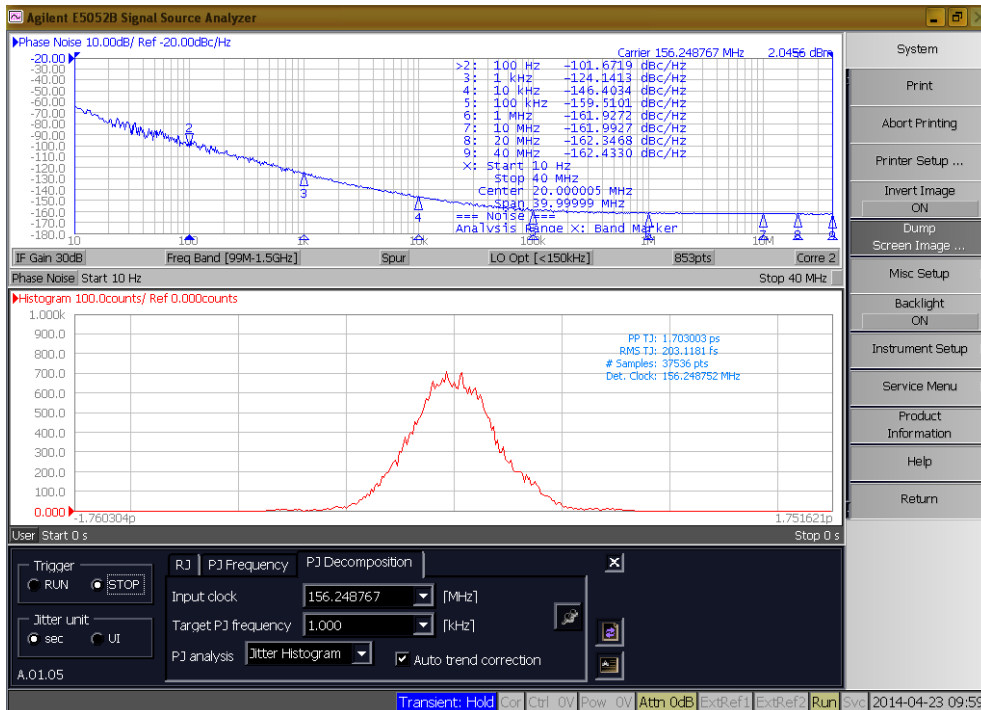 Agilent E5052B Signal Source Analyzer
Phase Noise 10.00dB/ Ref -20.00dBc/Hz
Carrier 156.248767 MHz 2.0456 dBm
-20.00
-30.00
-40.00
-50.00
-60.00
-70.00
-80.00
-90.00
-100.0
-110.0
-120.0
-130.0
-140.0
-150.0
-160.0
-170.0
-180.0
>2: 100 Hz -101.6719 dBc/Hz
3: 1 kHz -124.1413 dBc/Hz
4: 10 kHz -146.4034 dBc/Hz
5: 100 kHz -159.5101 dBc/Hz
6: 1 MHz -161.9272 dBc/Hz
7: 10 MHz -161.9927 dBc/Hz
8: 20 MHz -162.3468 dBc/Hz
9: 40 MHz -162.4330 dBc/Hz
X: Start 10 Hz
Stop 40 MHz
Center 20.000005 MHz
Span 39.99999 MHz
=== Noise ===
Analysis Range X: Band Marker
2
3
4
7
8
9
10 100 1k 10k 100k 1M 10M
IF Gain 30dB Freq Band [99M-1.5GHz] Spur LO Opt [<150kHz] 853pts Corre 2
Phase Noise Start 10 Hz Stop 40 MHz
Histogram 100.0counts/ Ref 0.000counts
1.000k
900.0
800.0
700.0
600.0
500.0
400.0
300.0
200.0
100.0
0.000
PP TJ: 1.703003 ps
RMS TJ: 203.1181 fs
# Samples: 37536 pts
Det. Clock: 156.248752 MHz
-1.760304p 1.751621p
User Start 0 s Stop 0 s
Trigger
RUN STOP
Jitter unit
sec UI
A.01.05
RJ PJ Frequency PJ Decomposition
Input clock 156.248767 [MHz]
Target PJ frequency 1.000 [kHz]
PJ analysis Jitter Histogram Auto trend correction
System
Print
Abort Printing
Printer Setup ...
Invert Image
ON
Dump
Screen Image ...
Misc Setup
Backlight
ON
Instrument Setup
Service Menu
Product
Information
Help
Return
Transient: Hold Cor Ctrl 0V Pow 0V Attn 0dB ExtRef1 ExtRef2 Run Svc 2014-04-23 09:59